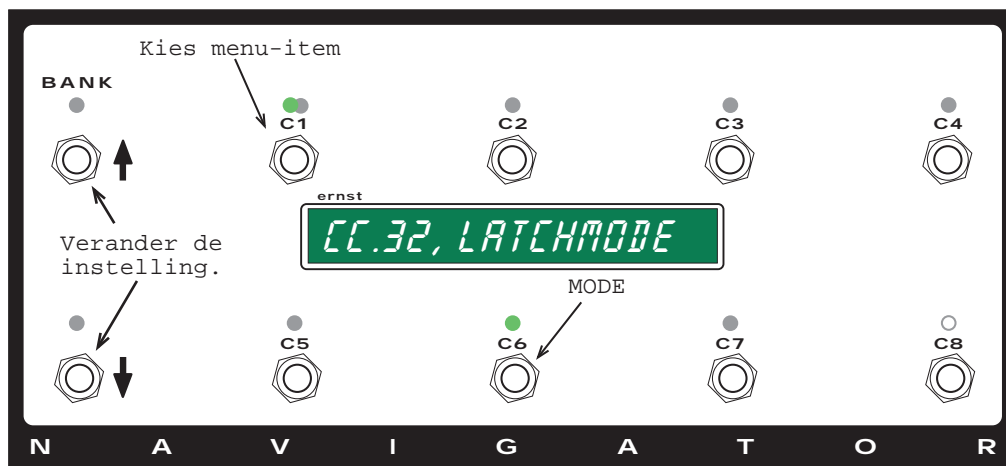 Kies menu-item
BANK
C1
C2
C3
C4
ernst
CC.32, LATCHMODE
Verander de
instelling.
MODE
C5
C6
C7
C8
N A V I G A T O R